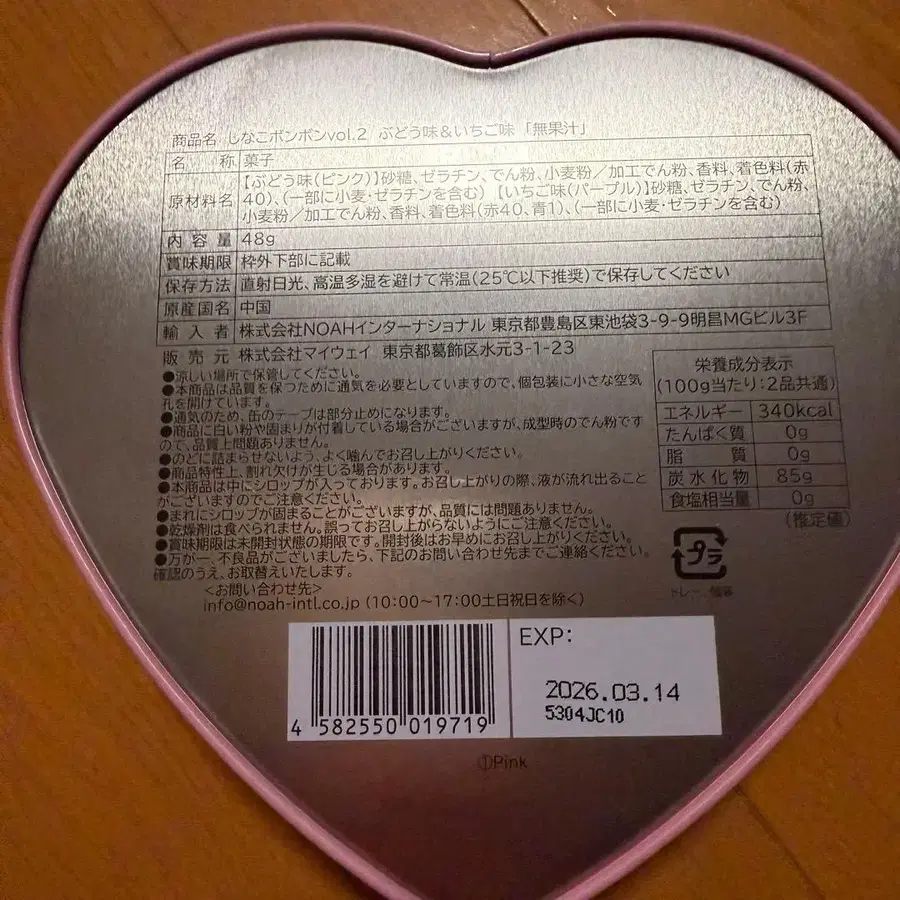 商品名 しなこボンボンvol.2 ぶどう味&いちご味 「無果汁」
名 称 菓子
原材料名 【ぶどう味(ピンク)】砂糖、ゼラチン、でん粉、小麦粉/加工でん粉、香料、着色料(赤
40)、(一部に小麦・ゼラチンを含む) 【いちご味(パープル)】砂糖、ゼラチン、でん粉、
小麦粉/加工でん粉、香料、着色料(赤40、青1)、(一部に小麦・ゼラチンを含む)
内容量 48g
賞味期限 枠外下部に記載
保存方法 直射日光、高温多湿を避けて常温(25℃以下推奨)で保存してください
原産国名 中国
輸入者 株式会社NOAHインターナショナル 東京都豊島区東池袋3-9-9明昌MGビル3F
販売元 株式会社マイウェイ 東京都葛飾区水元3-1-23
●涼しい場所で保管してください。
●本商品は品質を保つために通気を必要としていますので、個包装に小さな空気
孔を開けています。
●通気のため、缶のテープは部分止めになります。
●商品に白い粉や固まりが付着している場合がございますが、成型時のでん粉です
ので、品質上問題ありません。
●のどに詰まらせないよう、よく噛んでお召し上がりください。
●商品特性上、割れ欠けが生じる場合があります。
●本商品は中にシロップが入っております。お召し上がりの際、液が流れ出ること
がございますのでご注意ください。
●まれにシロップが固まることがございますが、品質には問題ありません。
●乾燥剤は食べられません。誤ってお召し上がらないようにご注意ください。
●賞味期限は未開封状態の期限です。開封後はお早めにお召し上がりください。
●万が一、不良品がございましたら、下記のお問い合わせ先までご連絡ください。
確認のうえ、お取替えいたします。
<お問い合わせ先>
info@noah-intl.co.jp (10:00〜17:00土日祝日を除く)
栄養成分表示
(100g当たり:2品共通)
エネルギー 340kcal
たんぱく質 0g
脂 質 0g
炭水化物 85g
食塩相当量 0g
(推定値)
プラ
トレー、個装
4 582550 019719
EXP:
2026.03.14
5304JC10
①Pink